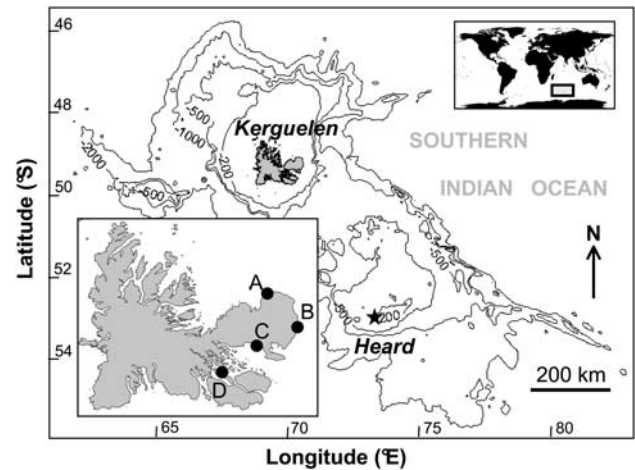 46
48
50
52
54
Latitude (°S)
-500
-1000
-200
-2000
-500
Kerguelen
SOUTHERN
INDIAN OCEAN
N
A
B
C
D
-500
200
Heard
200 km
65
70
75
80
Longitude (°E)